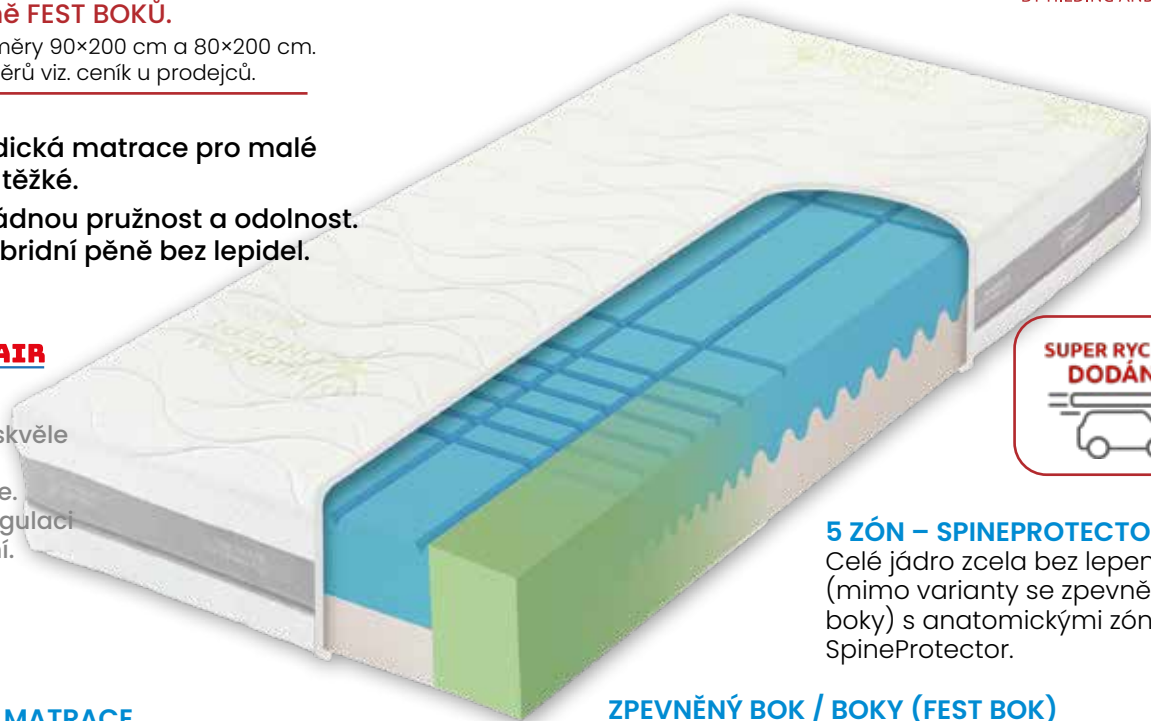 ně FEST BOKŮ.
měry 90×200 cm a 80×200 cm.
ěrů viz. ceník u prodejců.
dická matrace pro malé
těžké.
ádnou pružnost a odolnost.
bridní pěně bez lepidel.
AIR
skvěle
e.
gulaci
ní.
SUPER RYC
DODÁN
5 ZÓN – SPINEPROTECTO
Celé jádro zcela bez lepen
(mimo varianty se zpevně
boky) s anatomickými zón
SpineProtector.
MATRACE
ZPEVNĚNÝ BOK / BOKY (FEST BOK)